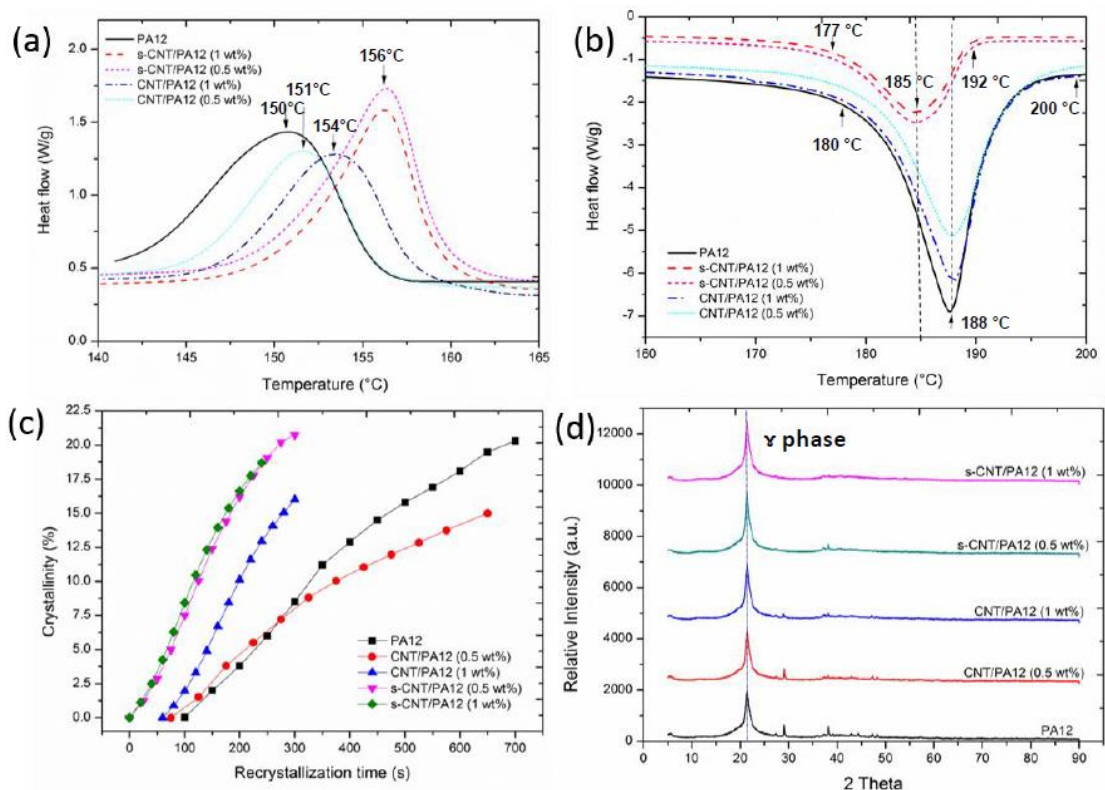 (a)
2.0
1.5
1.0
0.5
0.0
Heat flow (W/g)
PA12
s-CNT/PA12 (1 wt%)
s-CNT/PA12 (0.5 wt%)
CNT/PA12 (1 wt%)
CNT/PA12 (0.5 wt%)
156°C
151°C
150°C
154°C
140 145 150 155 160 165
Temperature (°C)
(b)
0
-1
-2
-3
-4
-5
-6
-7
Heat flow (W/g)
177 °C
185 °C
192 °C
200 °C
180 °C
188 °C
PA12
s-CNT/PA12 (1 wt%)
s-CNT/PA12 (0.5 wt%)
CNT/PA12 (1 wt%)
CNT/PA12 (0.5 wt%)
160 170 180 190 200
Temperature (°C)
(c)
22.5
20.0
17.5
15.0
12.5
10.0
7.5
5.0
2.5
0.0
Crystallinity (%)
PA12
CNT/PA12 (0.5 wt%)
CNT/PA12 (1 wt%)
s-CNT/PA12 (0.5 wt%)
s-CNT/PA12 (1 wt%)
0 100 200 300 400 500 600 700
Recrystallization time (s)
(d)
12000
10000
8000
6000
4000
2000
0
Relative Intensity (a.u.)
ɤ phase
s-CNT/PA12 (1 wt%)
s-CNT/PA12 (0.5 wt%)
CNT/PA12 (1 wt%)
CNT/PA12 (0.5 wt%)
PA12
0 10 20 30 40 50 60 70 80 90
2 Theta